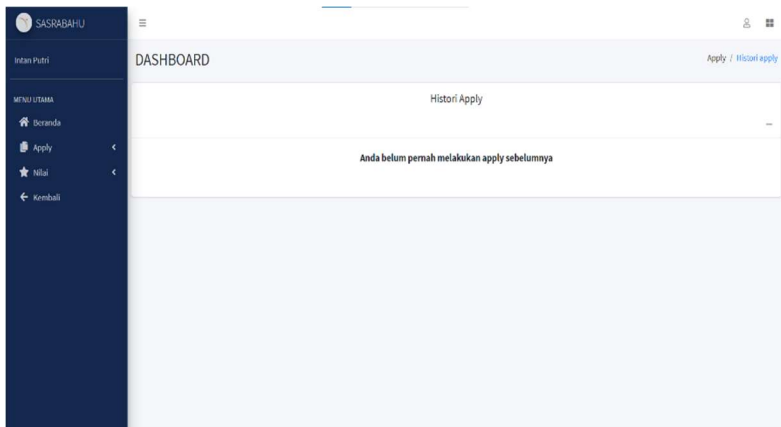 SASRABAHU
Intan Putri
MENU UTAMA
Beranda
Apply
Nilai
Kembali
DASHBOARD
Apply / Histori apply
Histori Apply
Anda belum pernah melakukan apply sebelumnya